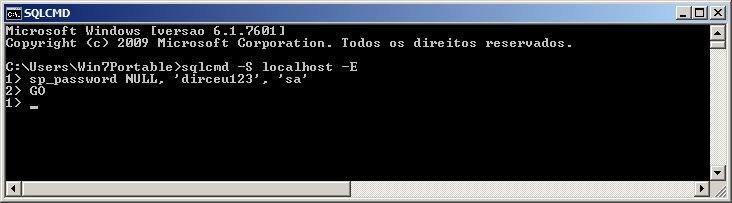 SQLCMD
Microsoft Windows [versao 6.1.7601]
Copyright (c) 2009 Microsoft Corporation. Todos os direitos reservados.
C:\Users\Win7Portable>sqlcmd -S localhost -E
1> sp_password NULL, 'dirceu123', 'sa'
2> GO
1> _